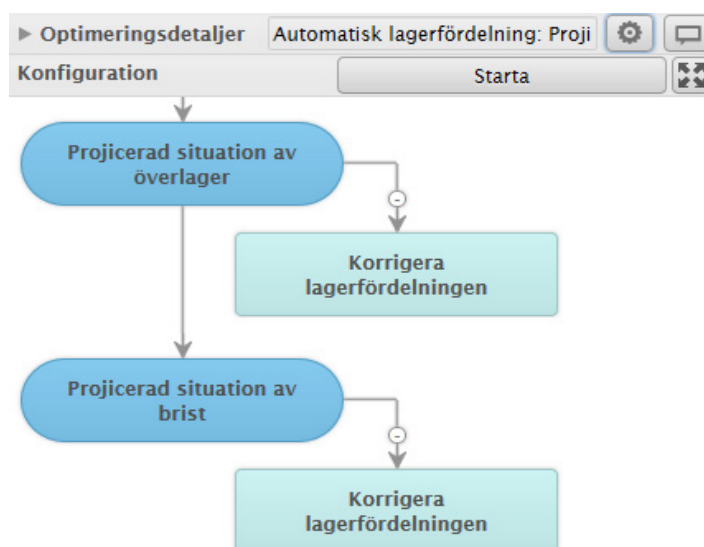 Optimeringsdetaljer Automatisk lagerfördelning: Proji
Konfiguration Starta
Projicerad situation av
överlager
Korrigera
lagerfördelningen
Projicerad situation av
brist
Korrigera
lagerfördelningen